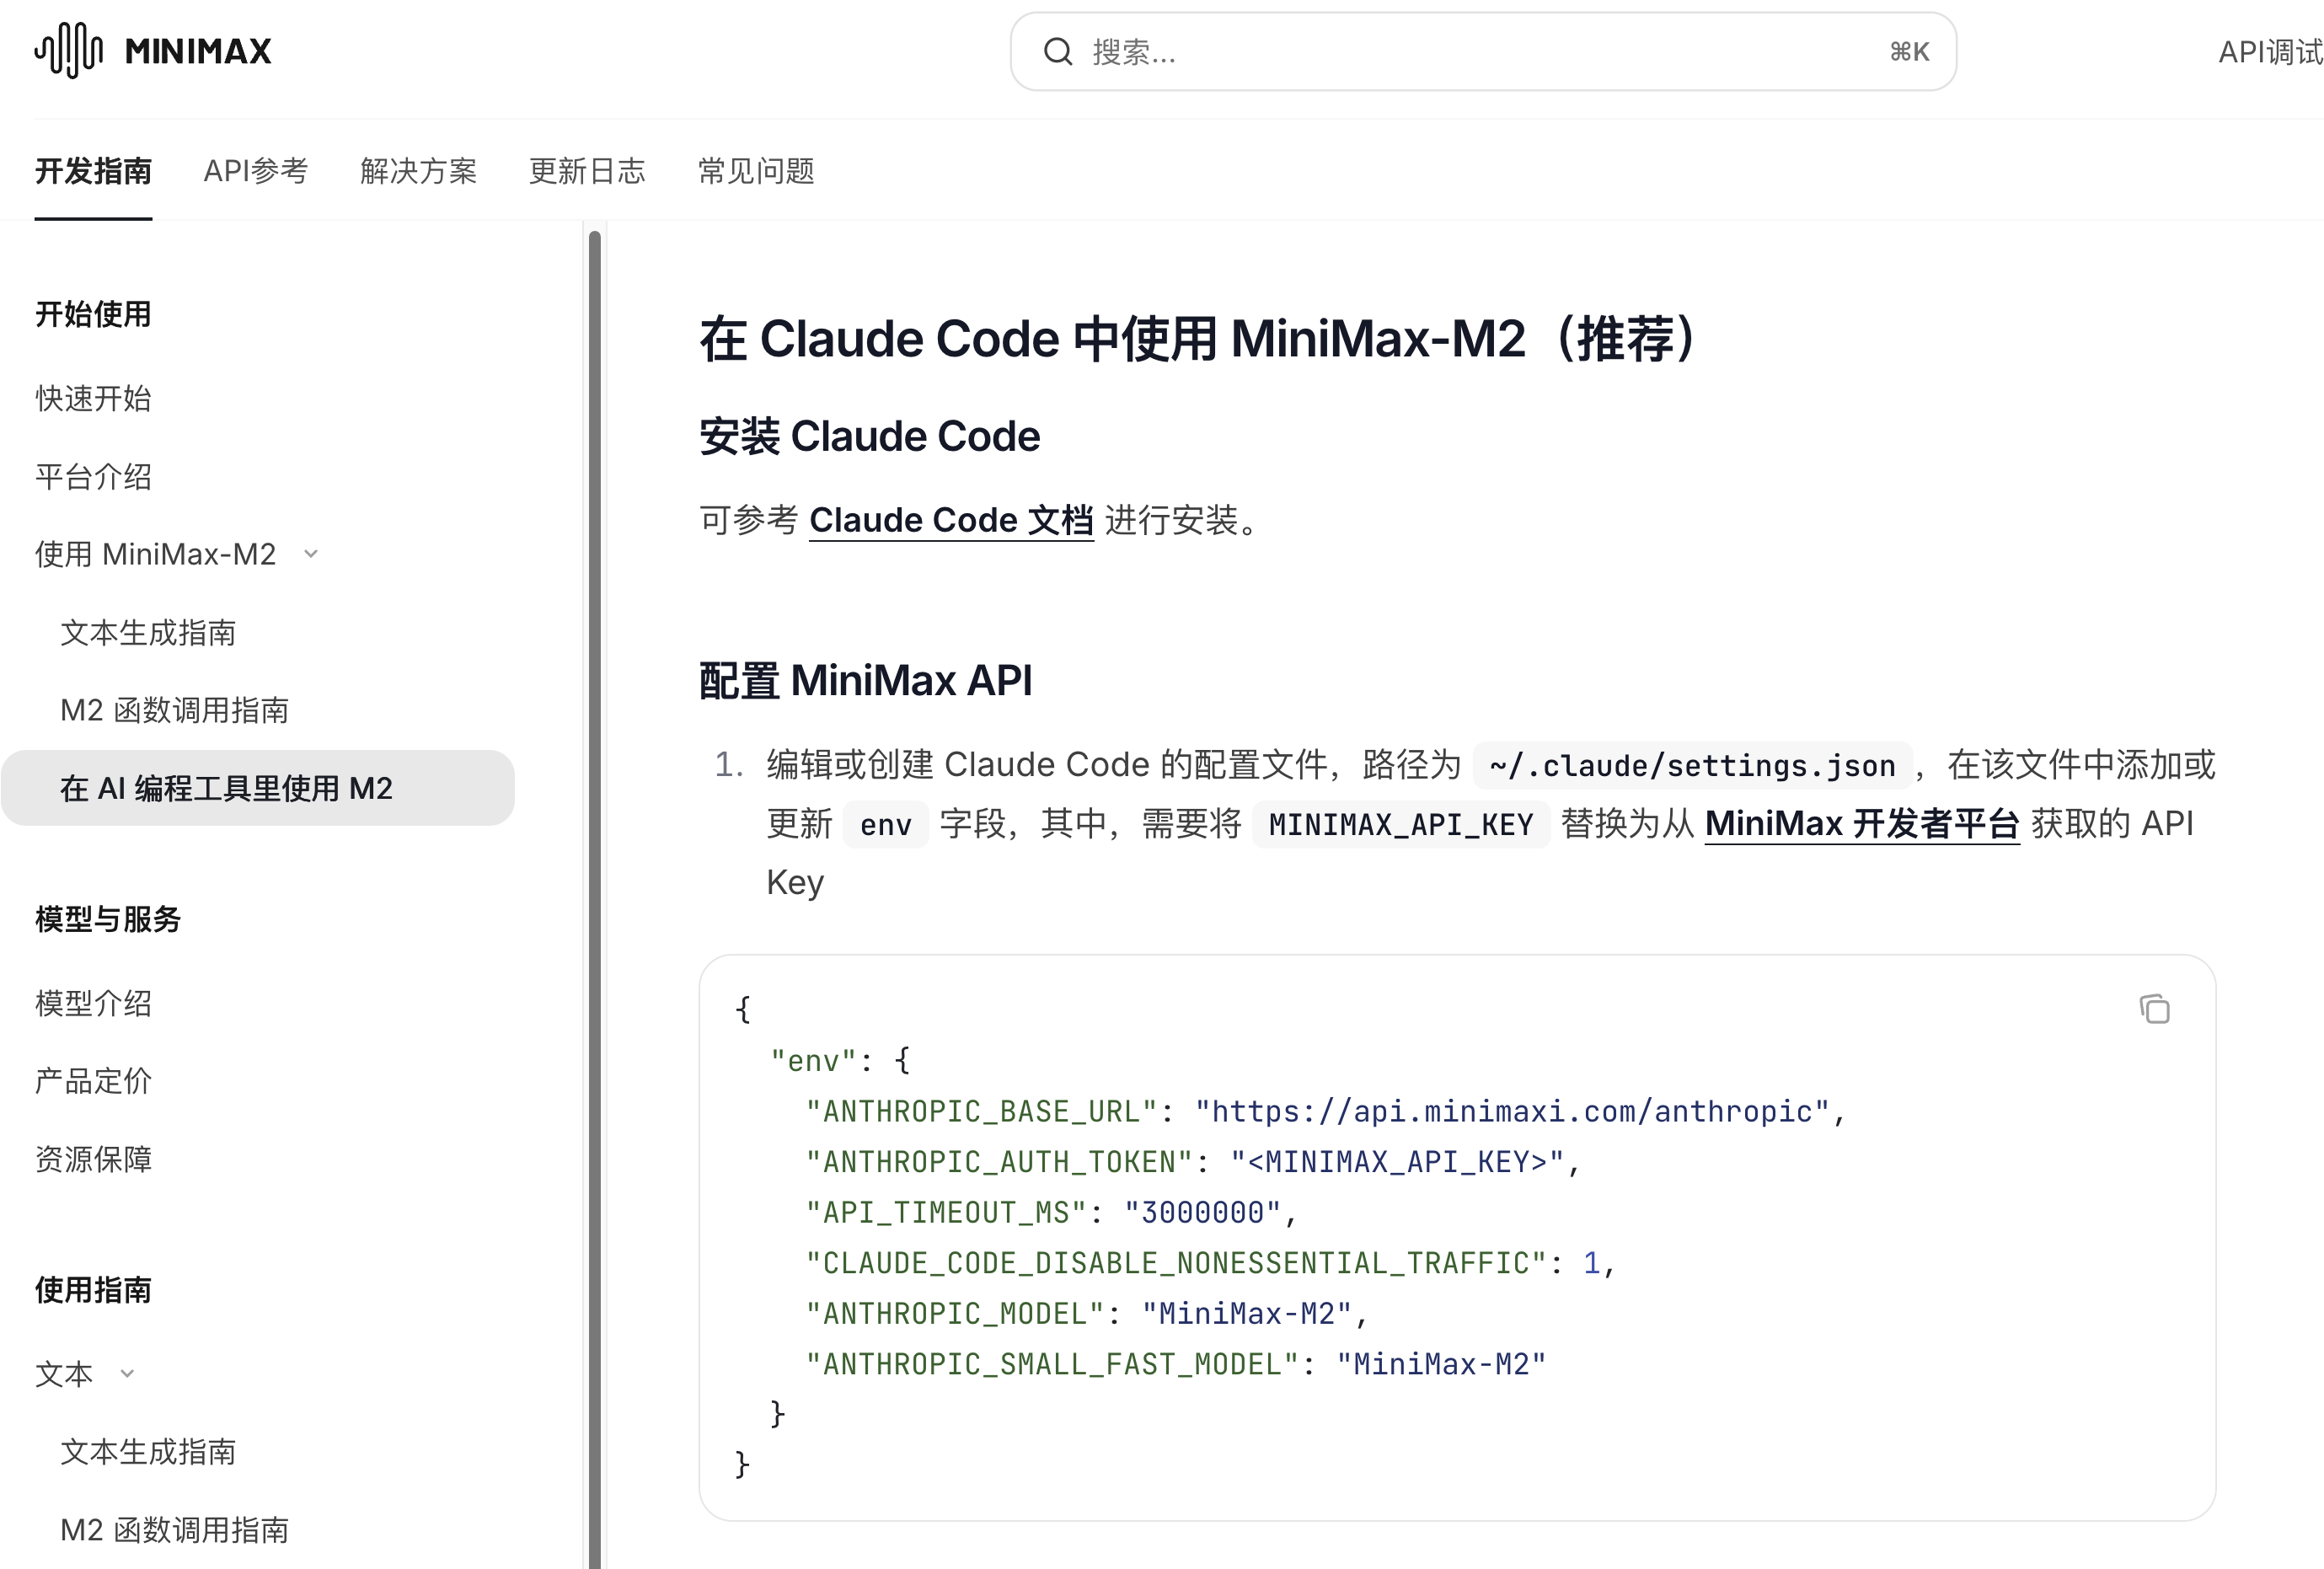 MINIMAX
搜索...
⌘K
API调试
开发指南
API参考
解决方案
更新日志
常见问题
开始使用
快速开始
平台介绍
使用 MiniMax-M2
文本生成指南
M2 函数调用指南
在 AI 编程工具里使用 M2
模型与服务
模型介绍
产品定价
资源保障
使用指南
文本
文本生成指南
M2 函数调用指南
在 Claude Code 中使用 MiniMax-M2（推荐）
安装 Claude Code
可参考 Claude Code 文档 进行安装。
配置 MiniMax API
1. 编辑或创建 Claude Code 的配置文件，路径为 ~/.claude/settings.json ，在该文件中添加或
更新 env 字段，其中，需要将 MINIMAX_API_KEY 替换为从 MiniMax 开发者平台 获取的 API
Key
{
  "env": {
    "ANTHROPIC_BASE_URL": "https://api.minimaxi.com/anthropic",
    "ANTHROPIC_AUTH_TOKEN": "<MINIMAX_API_KEY>",
    "API_TIMEOUT_MS": "3000000",
    "CLAUDE_CODE_DISABLE_NONESSENTIAL_TRAFFIC": 1,
    "ANTHROPIC_MODEL": "MiniMax-M2",
    "ANTHROPIC_SMALL_FAST_MODEL": "MiniMax-M2"
  }
}